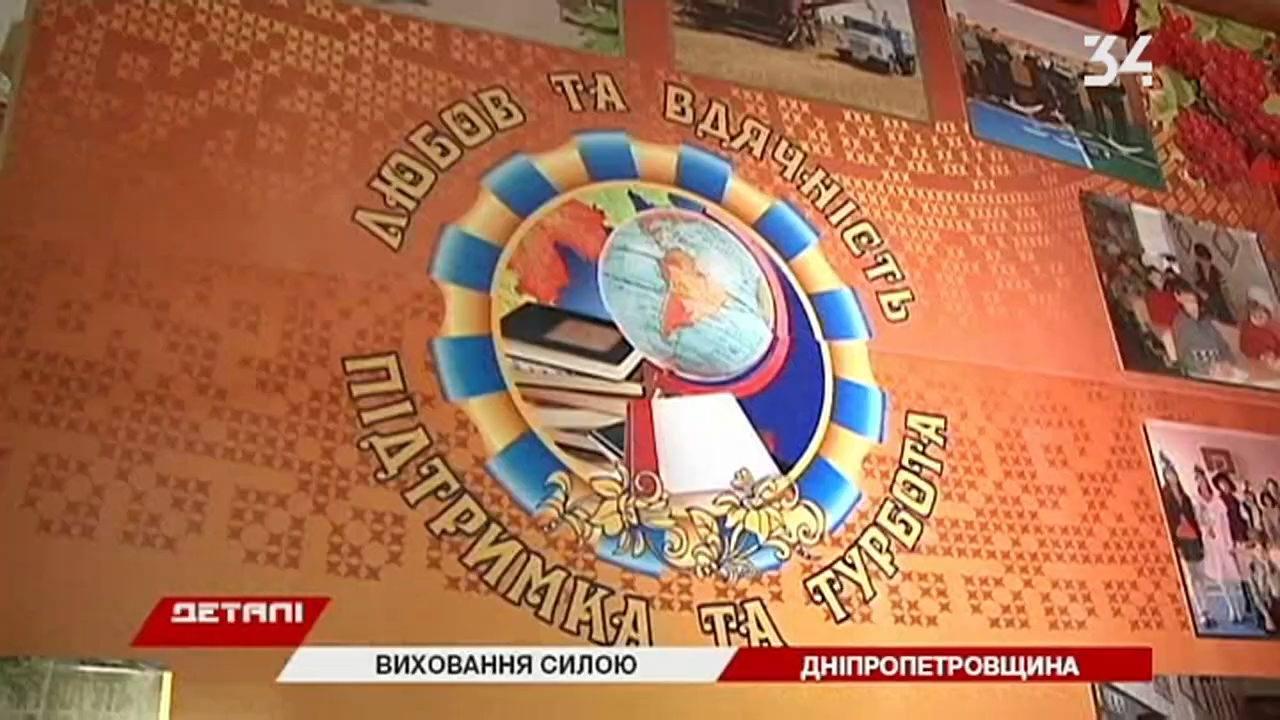 34
ЛЮБОВ ТА ВДЯЧНІСТЬ
ПІДТРИМКА ТА ТУРБОТА
ДЕТАЛІ
ВИХОВАННЯ СИЛОЮ
ДНІПРОПЕТРОВЩИНА